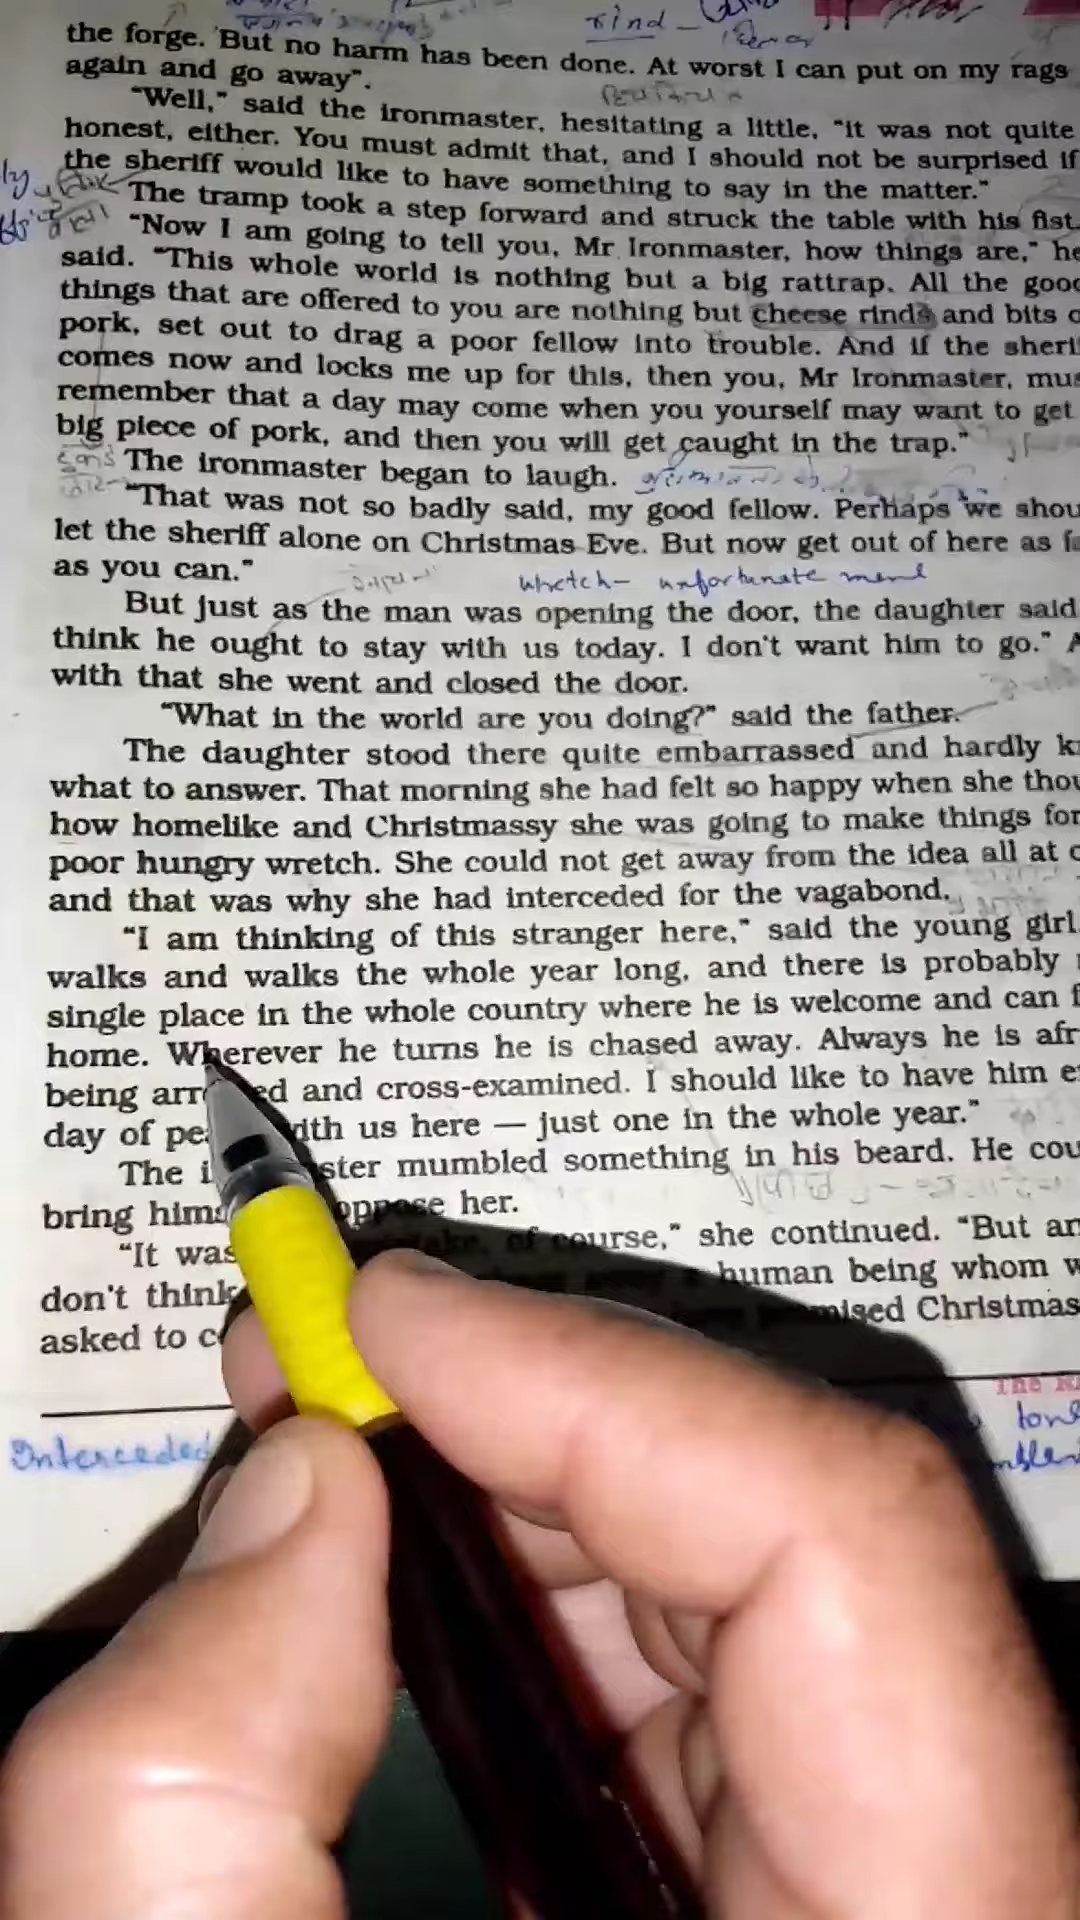 rind -
the forge. But no harm has been done. At worst I can put on my rags
again and go away".
"Well," said the ironmaster, hesitating a little, "it was not quite
honest, either. You must admit that, and I should not be surprised if
the sheriff would like to have something to say in the matter."
The tramp took a step forward and struck the table with his fist.
"Now I am going to tell you, Mr Ironmaster, how things are," he
said. "This whole world is nothing but a big rattrap. All the good
things that are offered to you are nothing but cheese rinds and bits o
pork, set out to drag a poor fellow into trouble. And if the sheri
comes now and locks me up for this, then you, Mr Ironmaster, mus
remember that a day may come when you yourself may want to get
big piece of pork, and then you will get caught in the trap."
The ironmaster began to laugh.
"That was not so badly said, my good fellow. Perhaps we shou
let the sheriff alone on Christmas Eve. But now get out of here as fa
as you can."
wretch- unfortunate
But just as the man was opening the door, the daughter said
think he ought to stay with us today. I don't want him to go." A
with that she went and closed the door.
"What in the world are you doing?" said the father.
The daughter stood there quite embarrassed and hardly k
what to answer. That morning she had felt so happy when she thou
how homelike and Christmassy she was going to make things for
poor hungry wretch. She could not get away from the idea all at o
and that was why she had interceded for the vagabond.
"I am thinking of this stranger here," said the young girl.
walks and walks the whole year long, and there is probably
single place in the whole country where he is welcome and can f
home. Wherever he turns he is chased away. Always he is afr
being arr ed and cross-examined. I should like to have him e
day of pe ith us here — just one in the whole year."
The i ster mumbled something in his beard. He cou
bring hims oppose her.
"It was of course," she continued. "But an
don't think human being whom w
asked to c mised Christmas
Interceded